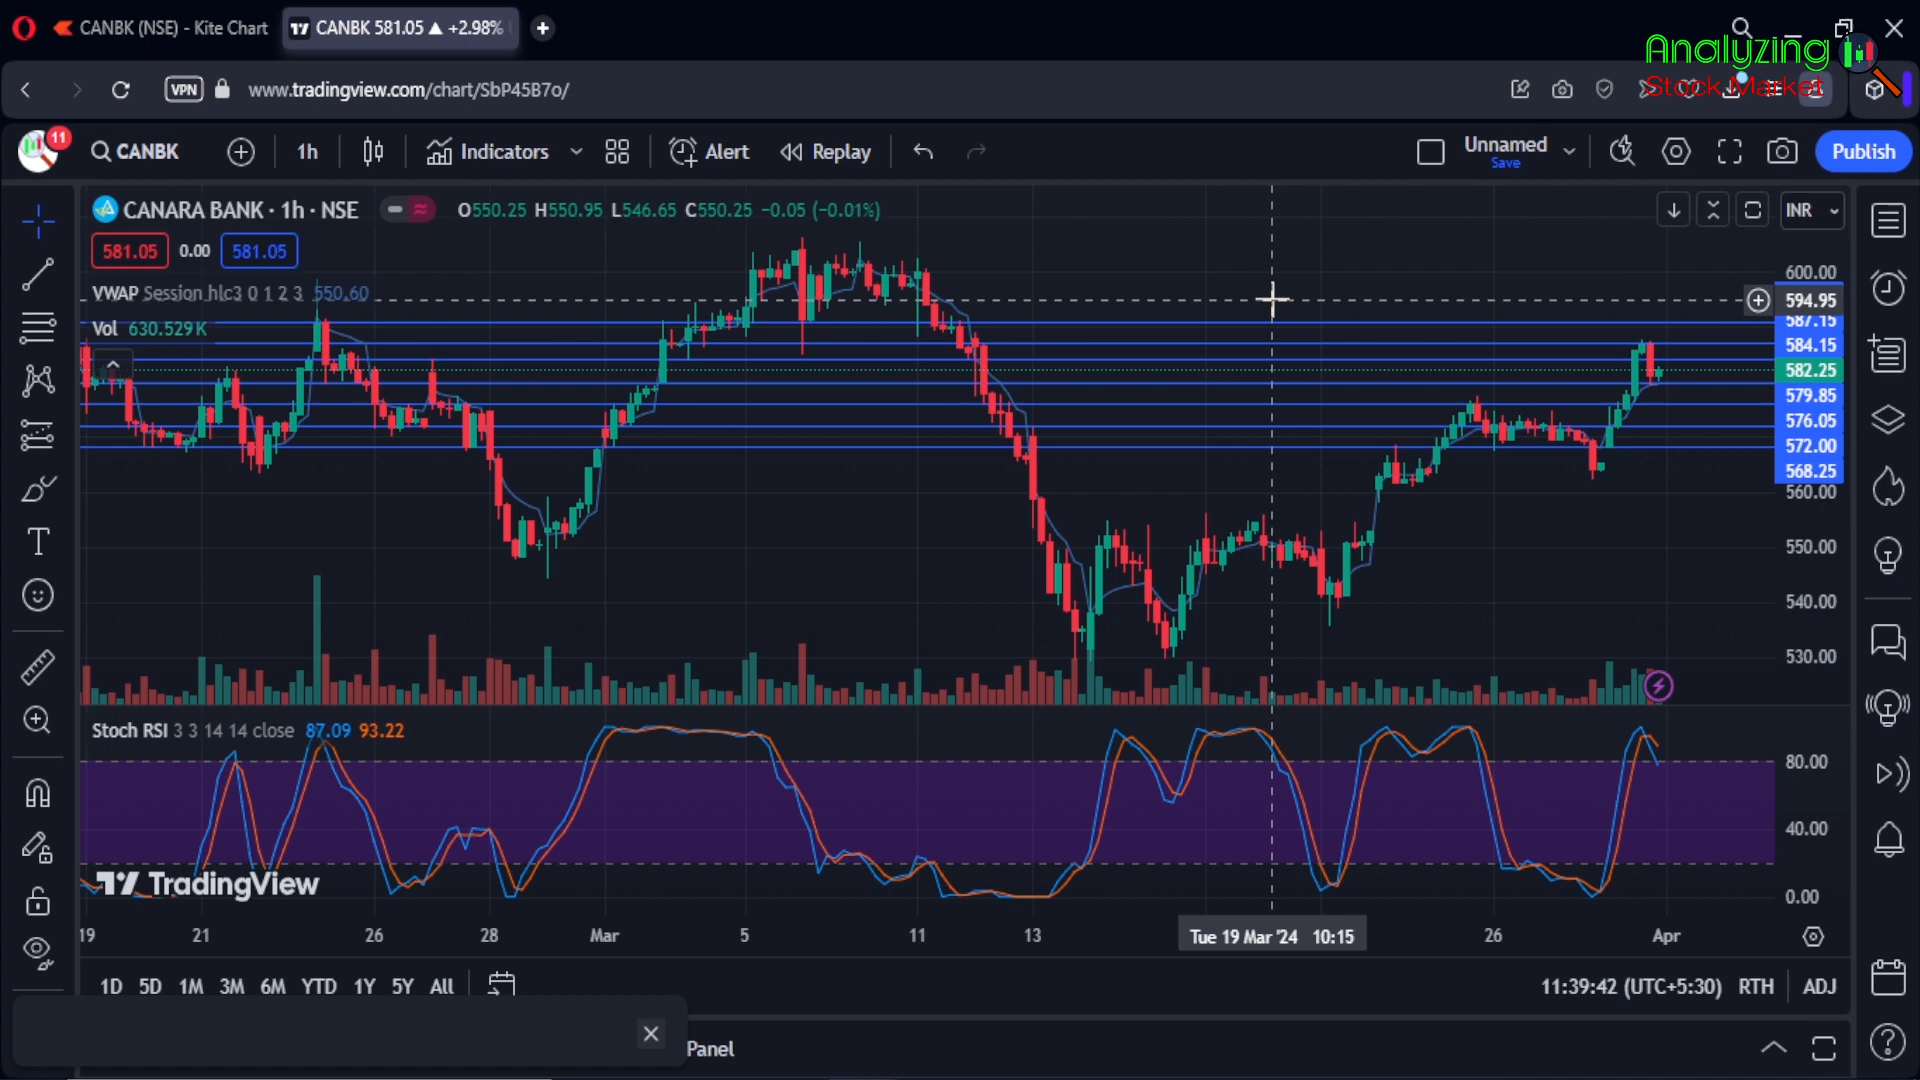 CANBK (NSE) - Kite Chart
CANBK 581.05 ▲ +2.98%
Analyzing
Stock Market
VPN
www.tradingview.com/chart/SbP45B7o/
11
CANBK
1h
Indicators
Alert
Replay
Unnamed
Save
Publish
CANARA BANK · 1h · NSE
O550.25 H550.95 L546.65 C550.25 −0.05 (−0.01%)
INR
581.05
0.00
581.05
VWAP Session hlc3 0 1 2 3 550.60
Vol 630.529K
600.00
594.95
587.15
584.15
582.25
579.85
576.05
572.00
568.25
560.00
550.00
540.00
530.00
Stoch RSI 3 3 14 14 close 87.09 93.22
80.00
40.00
0.00
TradingView
19
21
26
28
Mar
5
11
13
Tue 19 Mar '24 10:15
26
Apr
1D 5D 1M 3M 6M YTD 1Y 5Y All
11:39:42 (UTC+5:30)
RTH
ADJ
Panel